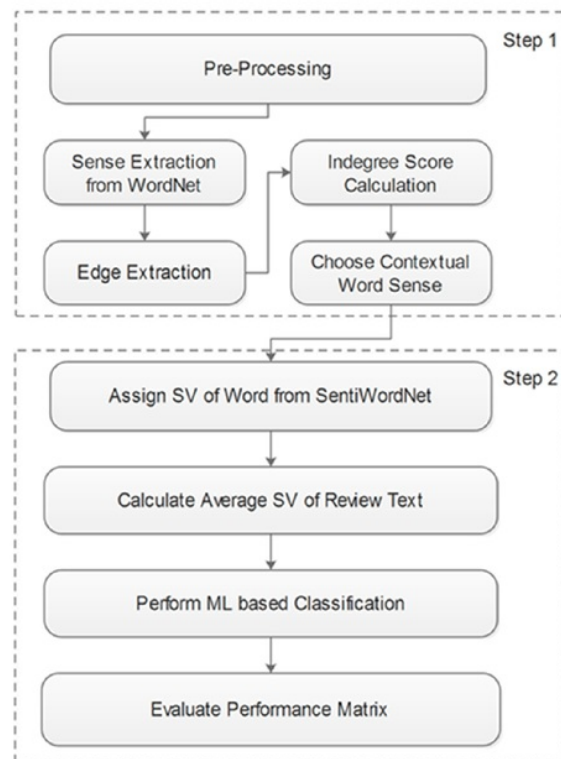 Step 1
Pre-Processing
Sense Extraction
from WordNet
Edge Extraction
Indegree Score
Calculation
Choose Contextual
Word Sense
Step 2
Assign SV of Word from SentiWordNet
Calculate Average SV of Review Text
Perform ML based Classification
Evaluate Performance Matrix